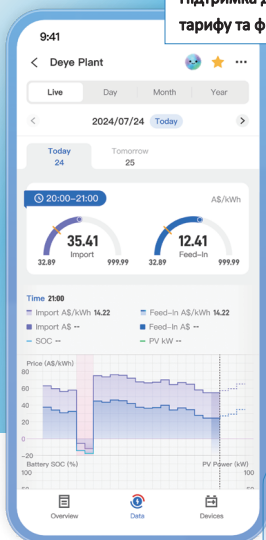 тарифу та ф
9:41
Deye Plant
Live Day Month Year
2024/07/24 Today
Today Tomorrow
24 25
20:00-21:00 A$/kWh
35.41 12.41
Import Feed-In
32.89 999.99 32.89 999.99
Time 21:00
Import A$/kWh 14.22 Feed-In A$/kWh 14.22
Import A$ -- Feed-In A$ --
SOC -- PV kW --
Price (A$/kWh)
80
60
40
20
0
-20
Battery SOC (%) PV Power (kW)
100 100
Overview Data Devices